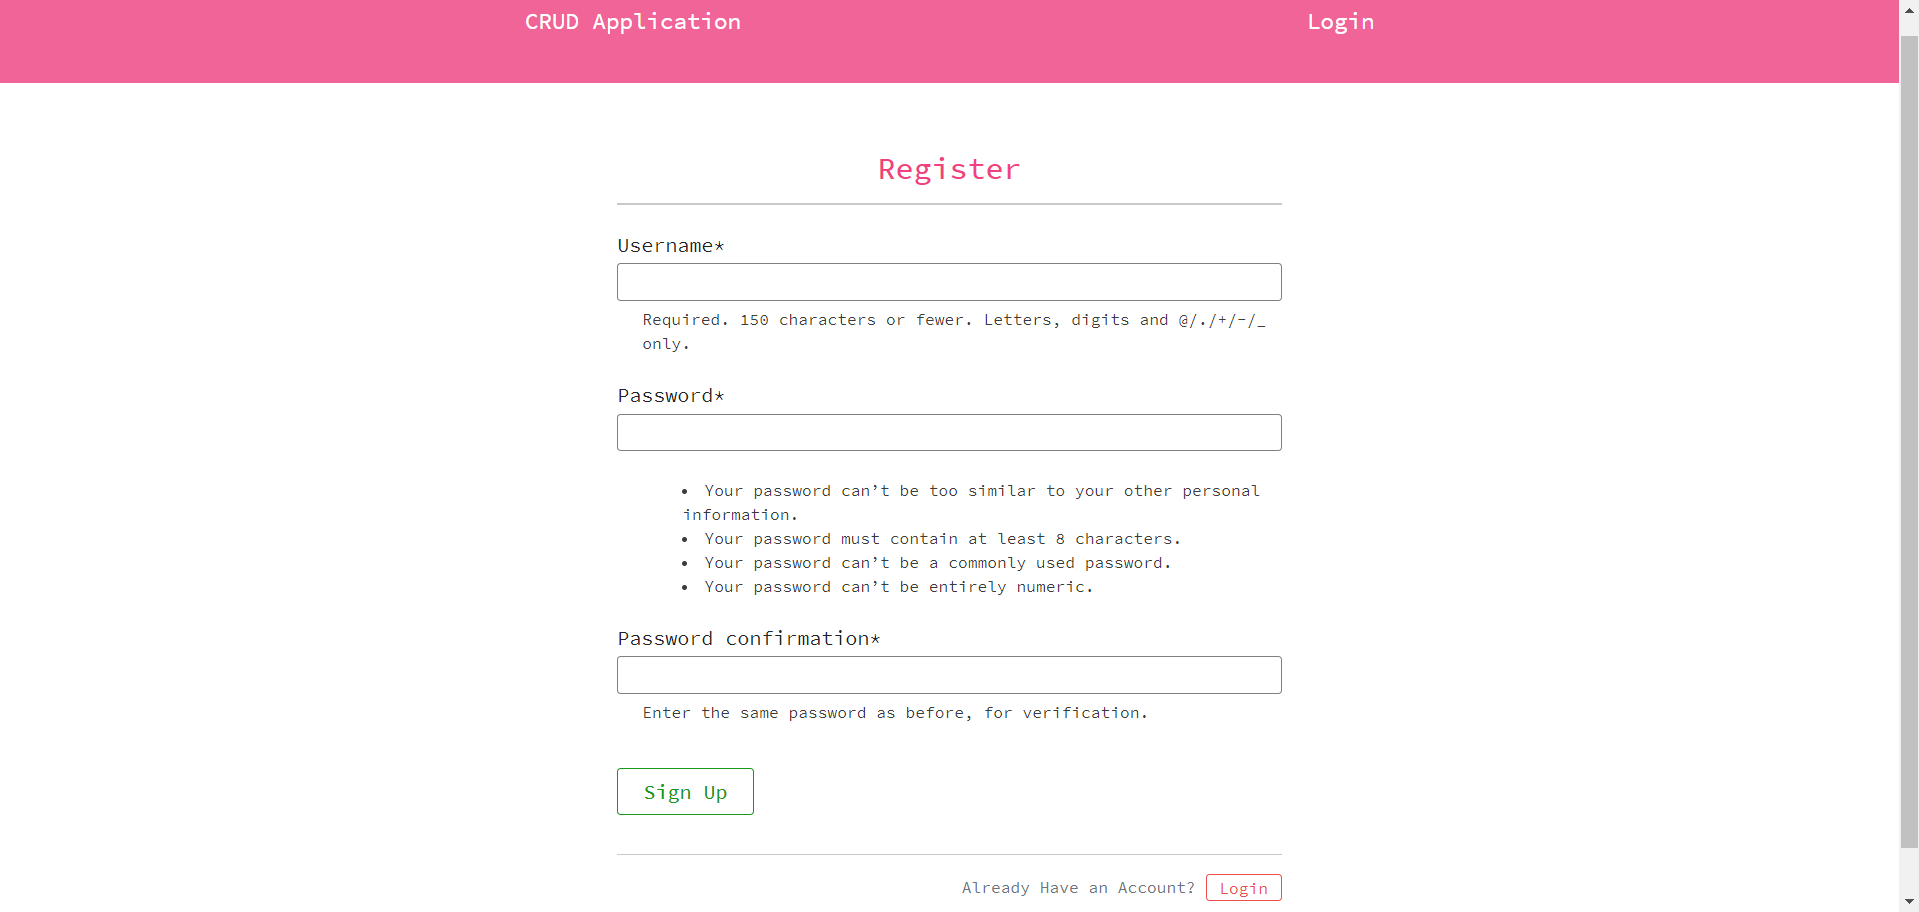 CRUD Application
Login
Register
Username*
Required. 150 characters or fewer. Letters, digits and @/./+/-/_
only.
Password*
• Your password can’t be too similar to your other personal
information.
• Your password must contain at least 8 characters.
• Your password can’t be a commonly used password.
• Your password can’t be entirely numeric.
Password confirmation*
Enter the same password as before, for verification.
Sign Up
Already Have an Account? Login